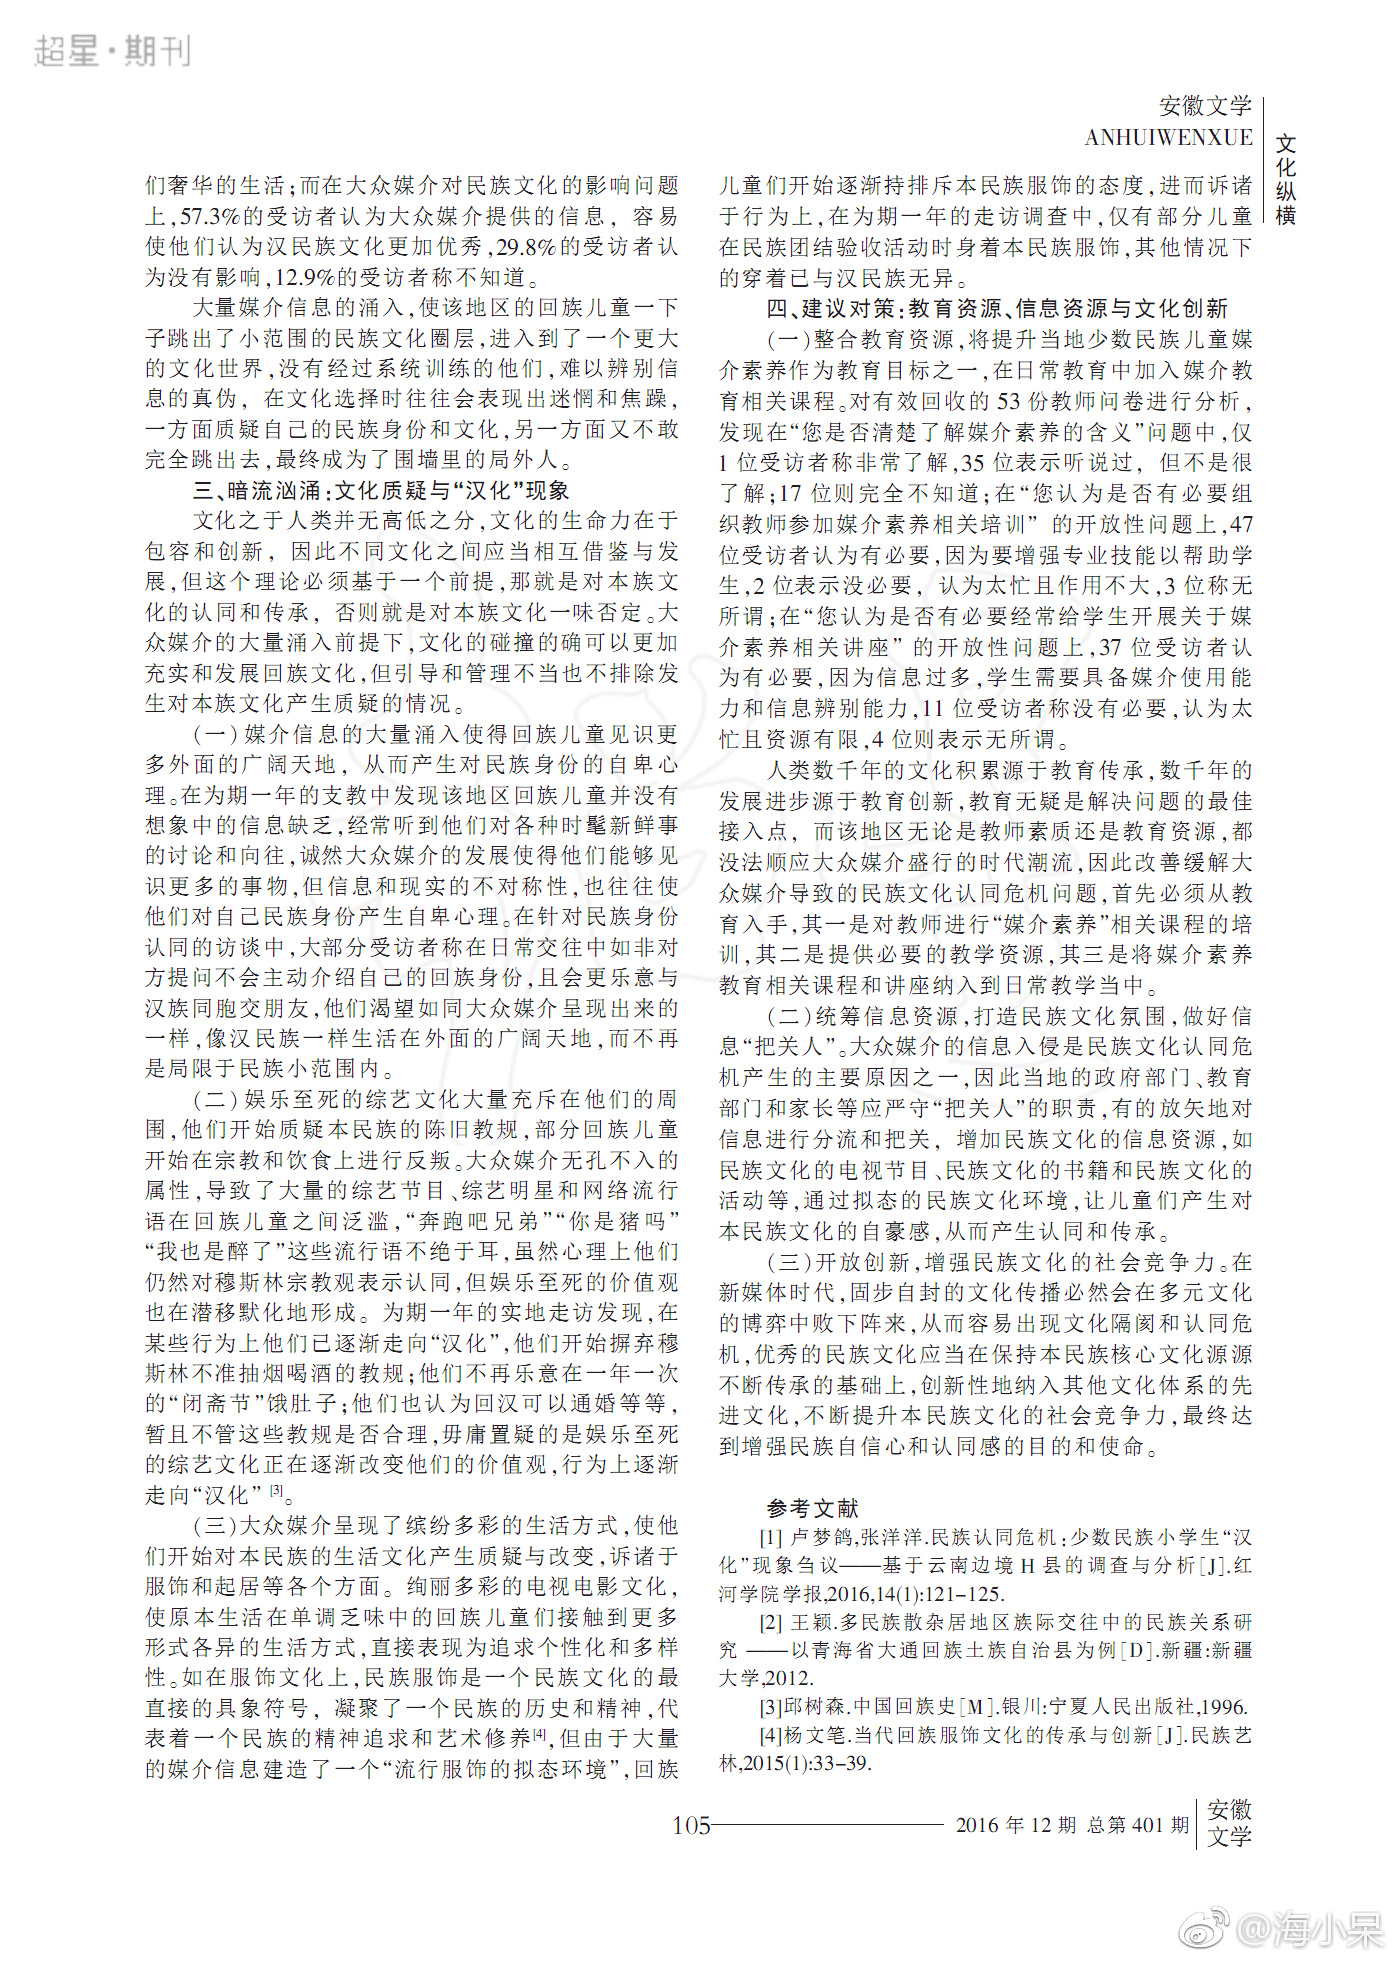 超星·期刊
安徽文学
ANHUIWENXUE
文化纵横
们奢华的生活;而在大众媒介对民族文化的影响问题
上,57.3%的受访者认为大众媒介提供的信息，容易
使他们认为汉民族文化更加优秀,29.8%的受访者认
为没有影响,12.9%的受访者称不知道。
大量媒介信息的涌入,使该地区的回族儿童一下
子跳出了小范围的民族文化圈层,进入到了一个更大
的文化世界,没有经过系统训练的他们,难以辨别信
息的真伪，在文化选择时往往会表现出迷惘和焦躁,
一方面质疑自己的民族身份和文化,另一方面又不敢
完全跳出去,最终成为了围墙里的局外人。
三、暗流汹涌:文化质疑与“汉化”现象
文化之于人类并无高低之分,文化的生命力在于
包容和创新，因此不同文化之间应当相互借鉴与发
展,但这个理论必须基于一个前提,那就是对本族文
化的认同和传承，否则就是对本族文化一味否定。大
众媒介的大量涌入前提下,文化的碰撞的确可以更加
充实和发展回族文化,但引导和管理不当也不排除发
生对本族文化产生质疑的情况。
(一)媒介信息的大量涌入使得回族儿童见识更
多外面的广阔天地，从而产生对民族身份的自卑心
理。在为期一年的支教中发现该地区回族儿童并没有
想象中的信息缺乏,经常听到他们对各种时髦新鲜事
的讨论和向往,诚然大众媒介的发展使得他们能够见
识更多的事物,但信息和现实的不对称性,也往往使
他们对自己民族身份产生自卑心理。在针对民族身份
认同的访谈中,大部分受访者称在日常交往中如非对
方提问不会主动介绍自己的回族身份,且会更乐意与
汉族同胞交朋友,他们渴望如同大众媒介呈现出来的
一样,像汉民族一样生活在外面的广阔天地,而不再
是局限于民族小范围内。
(二)娱乐至死的综艺文化大量充斥在他们的周
围,他们开始质疑本民族的陈旧教规,部分回族儿童
开始在宗教和饮食上进行反叛。大众媒介无孔不入的
属性,导致了大量的综艺节目、综艺明星和网络流行
语在回族儿童之间泛滥,“奔跑吧兄弟”“你是猪吗”
“我也是醉了”这些流行语不绝于耳,虽然心理上他们
仍然对穆斯林宗教观表示认同,但娱乐至死的价值观
也在潜移默化地形成。为期一年的实地走访发现,在
某些行为上他们已逐渐走向“汉化”,他们开始摒弃穆
斯林不准抽烟喝酒的教规;他们不再乐意在一年一次
的“闭斋节”饿肚子;他们也认为回汉可以通婚等等,
暂且不管这些教规是否合理,毋庸置疑的是娱乐至死
的综艺文化正在逐渐改变他们的价值观,行为上逐渐
走向“汉化”[3]。
(三)大众媒介呈现了缤纷多彩的生活方式,使他
们开始对本民族的生活文化产生质疑与改变,诉诸于
服饰和起居等各个方面。绚丽多彩的电视电影文化,
使原本生活在单调乏味中的回族儿童们接触到更多
形式各异的生活方式,直接表现为追求个性化和多样
性。如在服饰文化上,民族服饰是一个民族文化的最
直接的具象符号，凝聚了一个民族的历史和精神,代
表着一个民族的精神追求和艺术修养[4],但由于大量
的媒介信息建造了一个“流行服饰的拟态环境”,回族
儿童们开始逐渐持排斥本民族服饰的态度,进而诉诸
于行为上,在为期一年的走访调查中,仅有部分儿童
在民族团结验收活动时身着本民族服饰,其他情况下
的穿着已与汉民族无异。
四、建议对策:教育资源、信息资源与文化创新
(一)整合教育资源,将提升当地少数民族儿童媒
介素养作为教育目标之一,在日常教育中加入媒介教
育相关课程。对有效回收的 53 份教师问卷进行分析,
发现在“您是否清楚了解媒介素养的含义”问题中,仅
1 位受访者称非常了解,35 位表示听说过，但不是很
了解;17 位则完全不知道;在“您认为是否有必要组
织教师参加媒介素养相关培训”的开放性问题上,47
位受访者认为有必要,因为要增强专业技能以帮助学
生,2 位表示没必要，认为太忙且作用不大,3 位称无
所谓;在“您认为是否有必要经常给学生开展关于媒
介素养相关讲座”的开放性问题上,37 位受访者认
为有必要,因为信息过多,学生需要具备媒介使用能
力和信息辨别能力,11 位受访者称没有必要,认为太
忙且资源有限,4 位则表示无所谓。
人类数千年的文化积累源于教育传承,数千年的
发展进步源于教育创新,教育无疑是解决问题的最佳
接入点，而该地区无论是教师素质还是教育资源,都
没法顺应大众媒介盛行的时代潮流,因此改善缓解大
众媒介导致的民族文化认同危机问题,首先必须从教
育入手,其一是对教师进行“媒介素养”相关课程的培
训,其二是提供必要的教学资源,其三是将媒介素养
教育相关课程和讲座纳入到日常教学当中。
(二)统筹信息资源,打造民族文化氛围,做好信
息“把关人”。大众媒介的信息入侵是民族文化认同危
机产生的主要原因之一,因此当地的政府部门、教育
部门和家长等应严守“把关人”的职责,有的放矢地对
信息进行分流和把关，增加民族文化的信息资源,如
民族文化的电视节目、民族文化的书籍和民族文化的
活动等,通过拟态的民族文化环境,让儿童们产生对
本民族文化的自豪感,从而产生认同和传承。
(三)开放创新,增强民族文化的社会竞争力。在
新媒体时代,固步自封的文化传播必然会在多元文化
的博弈中败下阵来,从而容易出现文化隔阂和认同危
机,优秀的民族文化应当在保持本民族核心文化源源
不断传承的基础上,创新性地纳入其他文化体系的先
进文化,不断提升本民族文化的社会竞争力,最终达
到增强民族自信心和认同感的目的和使命。
参考文献
[1] 卢梦鸽,张洋洋.民族认同危机:少数民族小学生“汉
化”现象刍议——基于云南边境 H 县的调查与分析[J].红
河学院学报,2016,14(1):121-125.
[2] 王颖.多民族散杂居地区族际交往中的民族关系研
究 ——以青海省大通回族土族自治县为例[D].新疆:新疆
大学,2012.
[3]邱树森.中国回族史[M].银川:宁夏人民出版社,1996.
[4]杨文笔.当代回族服饰文化的传承与创新[J].民族艺
林,2015(1):33-39.
105
2016 年 12 期 总第 401 期
安徽
文学
@海小呆